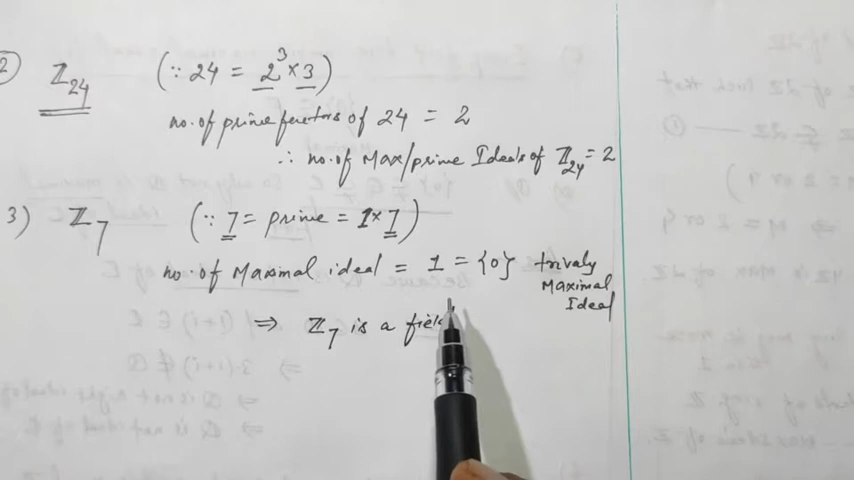 2 Z24 (∵ 24 = 2³ × 3)
no. of prime factors of 24 = 2
∴ no. of Max/prime Ideals of Z24 = 2
3) Z7 (∵ 7 = prime = 1 × 7)
no. of Maximal ideal = 1 = {0} trivaly
Maximal
Ideal
⇒ Z7 is a field